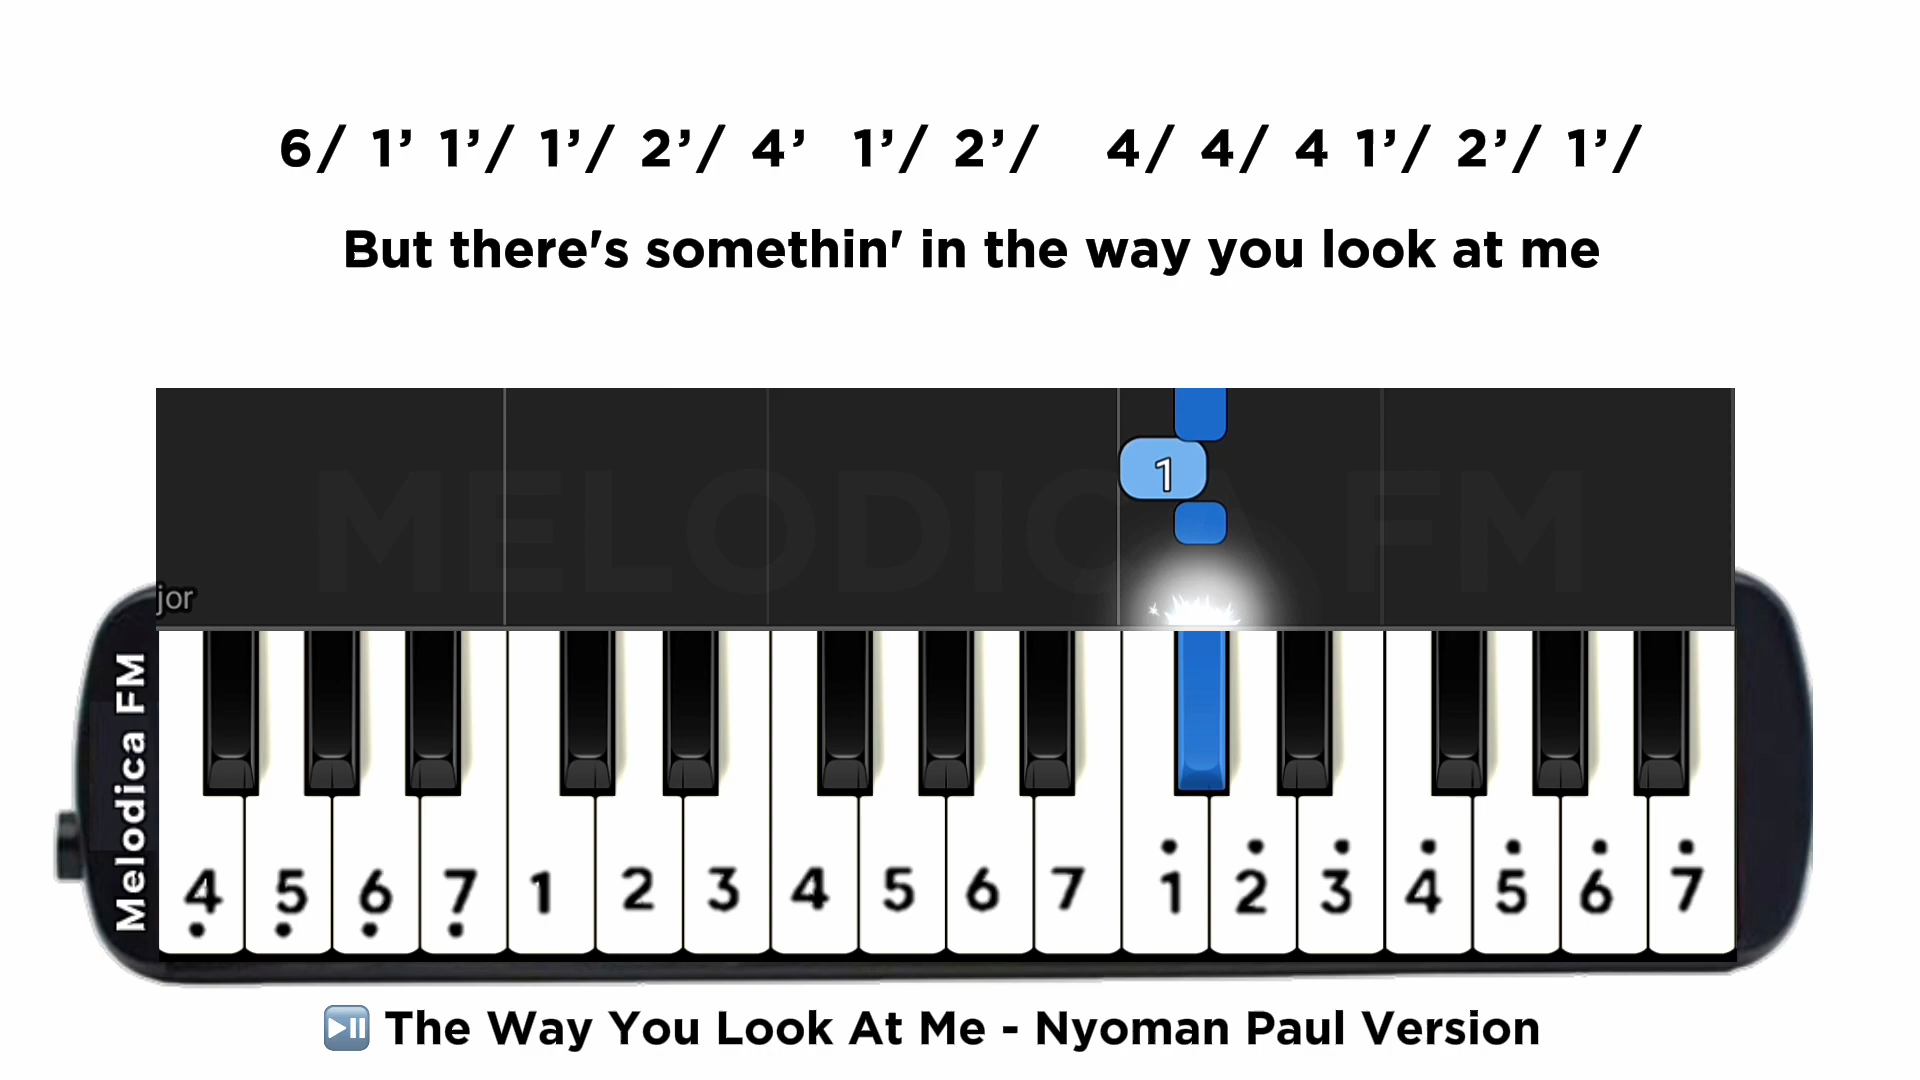 6/ 1’ 1’/ 1’/ 2’/ 4’ 1’/ 2’/ 4/ 4/ 4 1’/ 2’/ 1’/
But there's somethin' in the way you look at me
1
MELODICA FM
jor
Melodica FM
4 5 6 7 1 2 3 4 5 6 7 1 2 3 4 5 6 7
The Way You Look At Me - Nyoman Paul Version